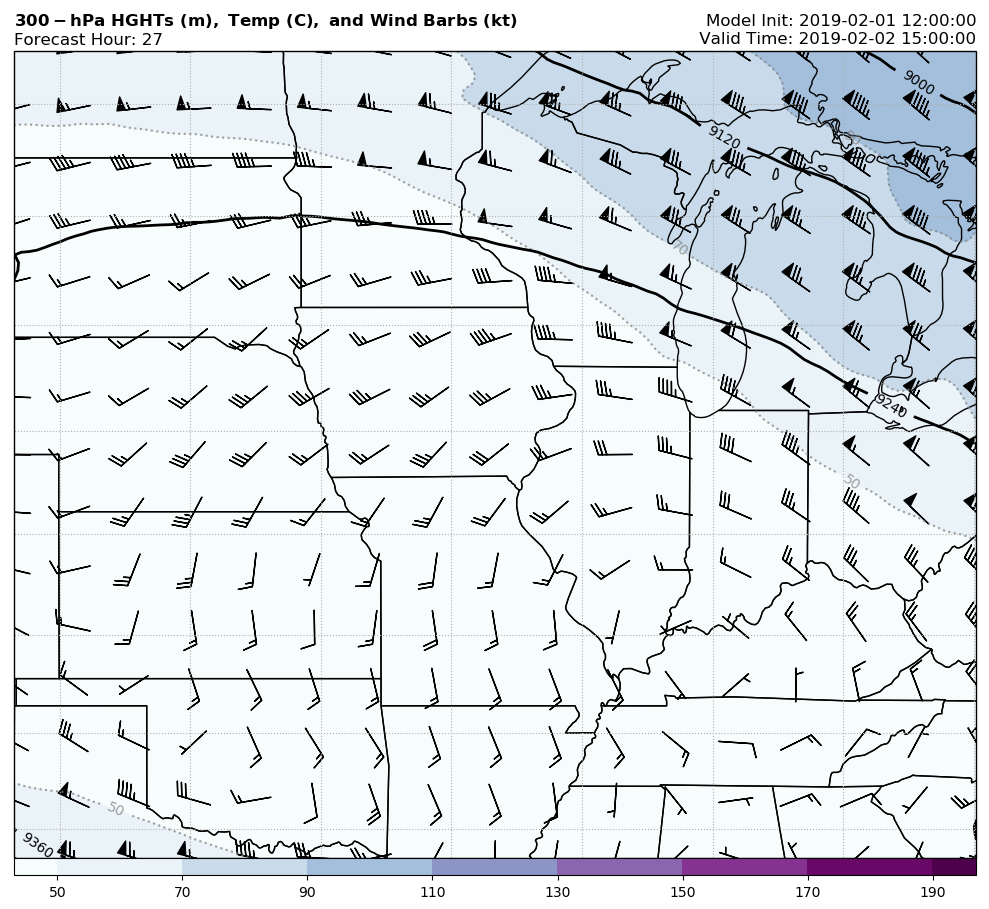 300 − hPa HGHTs (m), Temp (C), and Wind Barbs (kt)
Model Init: 2019-02-01 12:00:00
Forecast Hour: 27
Valid Time: 2019-02-02 15:00:00
9000
9120
70
9240
50
50
9360
50 70 90 110 130 150 170 190